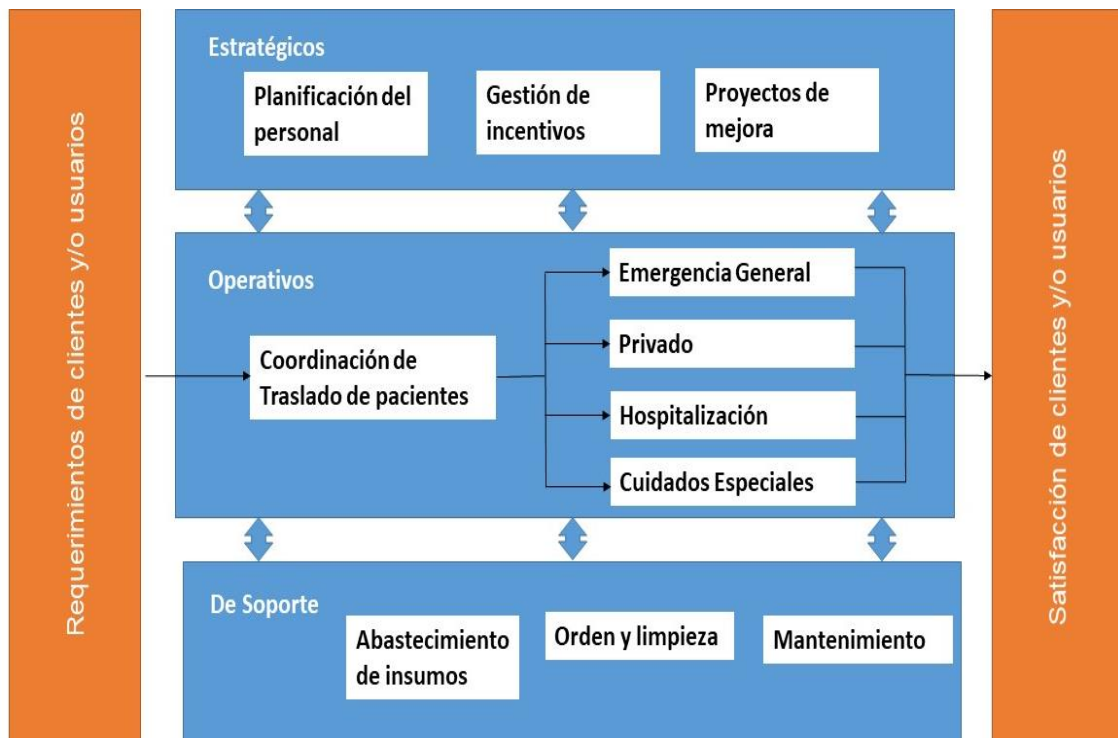 Requerimientos de clientes y/o usuarios
Estratégicos
Planificación del
personal
Gestión de
incentivos
Proyectos de
mejora
Operativos
Coordinación de
Traslado de pacientes
Emergencia General
Privado
Hospitalización
Cuidados Especiales
De Soporte
Abastecimiento
de insumos
Orden y limpieza
Mantenimiento
Satisfacción de clientes y/o usuarios